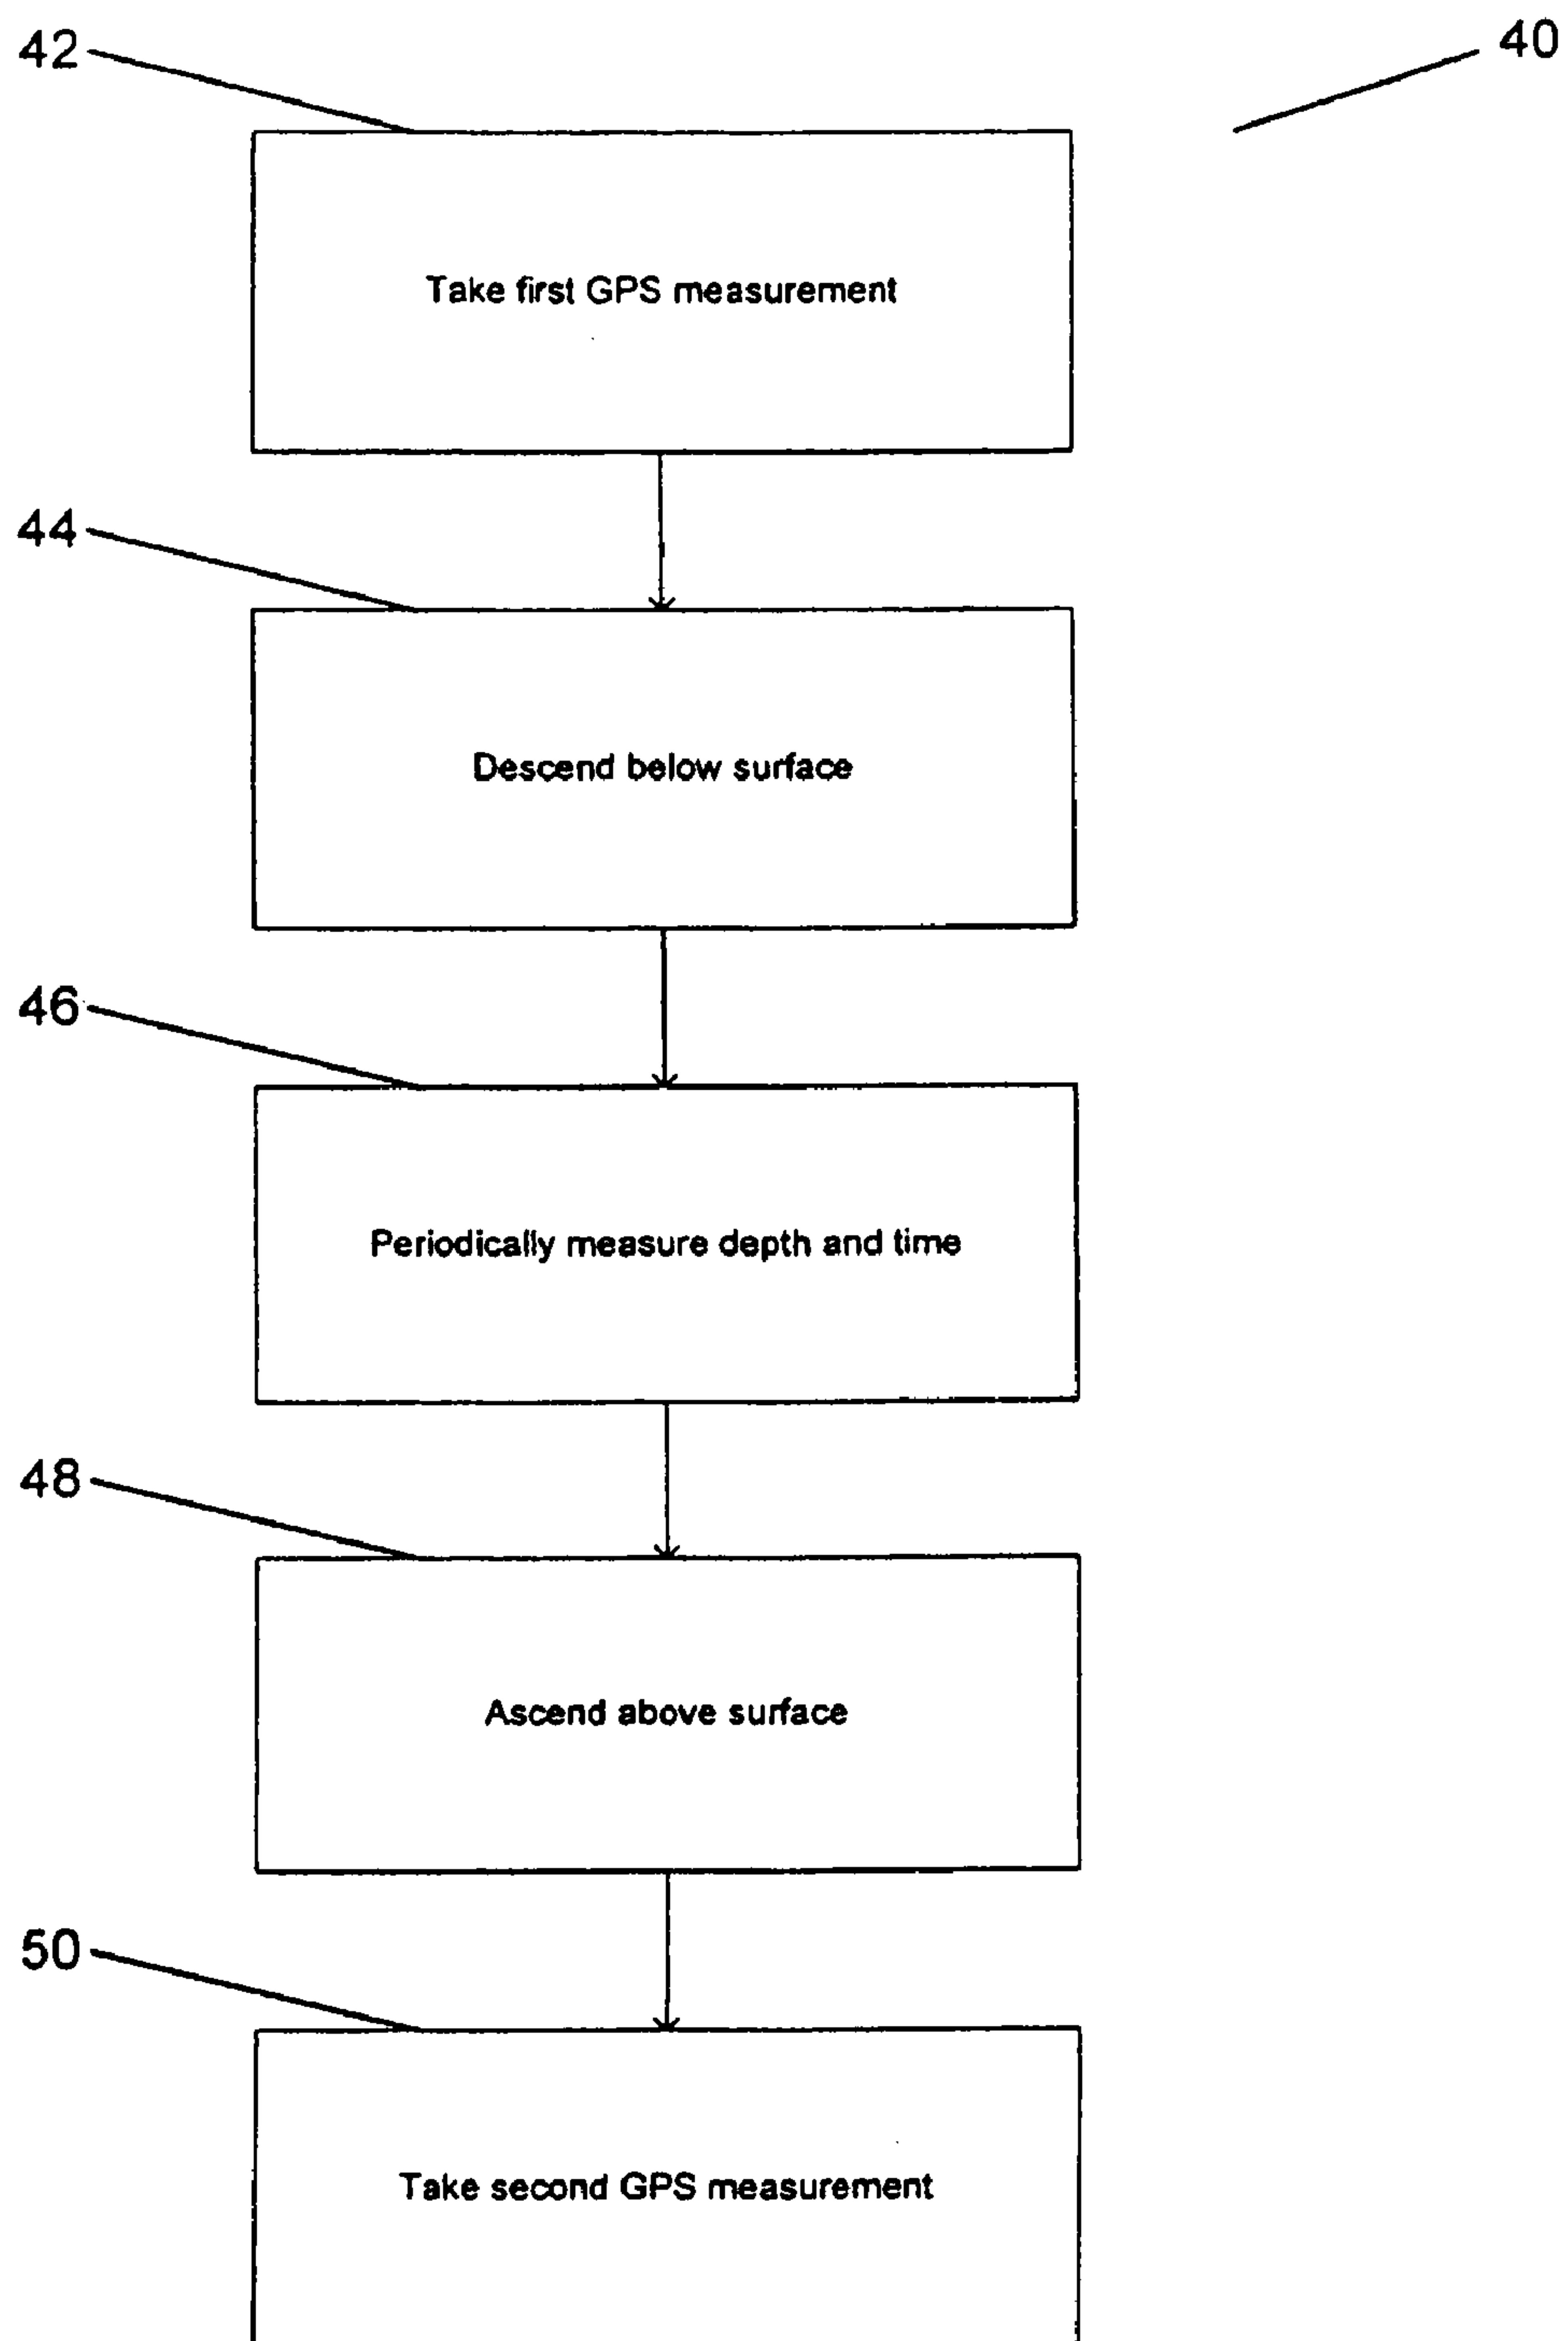 42
40
Take first GPS measurement
44
Descend below surface
46
Periodically measure depth and time
48
Ascend above surface
50
Take second GPS measurement